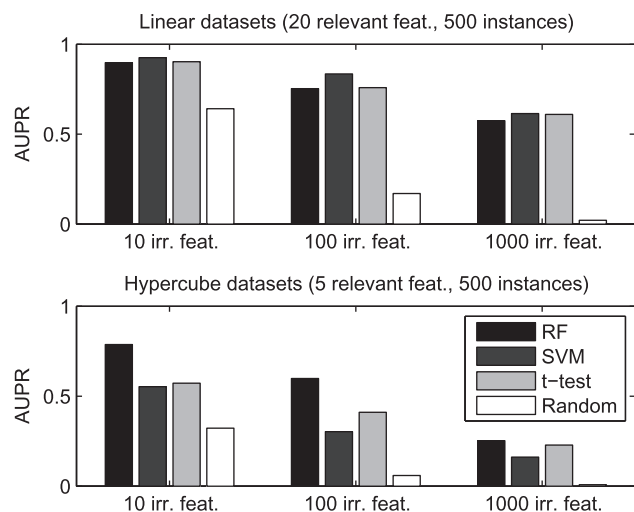 Linear datasets (20 relevant feat., 500 instances)
1
0.5
0
AUPR
10 irr. feat.
100 irr. feat.
1000 irr. feat.
Hypercube datasets (5 relevant feat., 500 instances)
1
0.5
0
AUPR
RF
SVM
t-test
Random
10 irr. feat.
100 irr. feat.
1000 irr. feat.